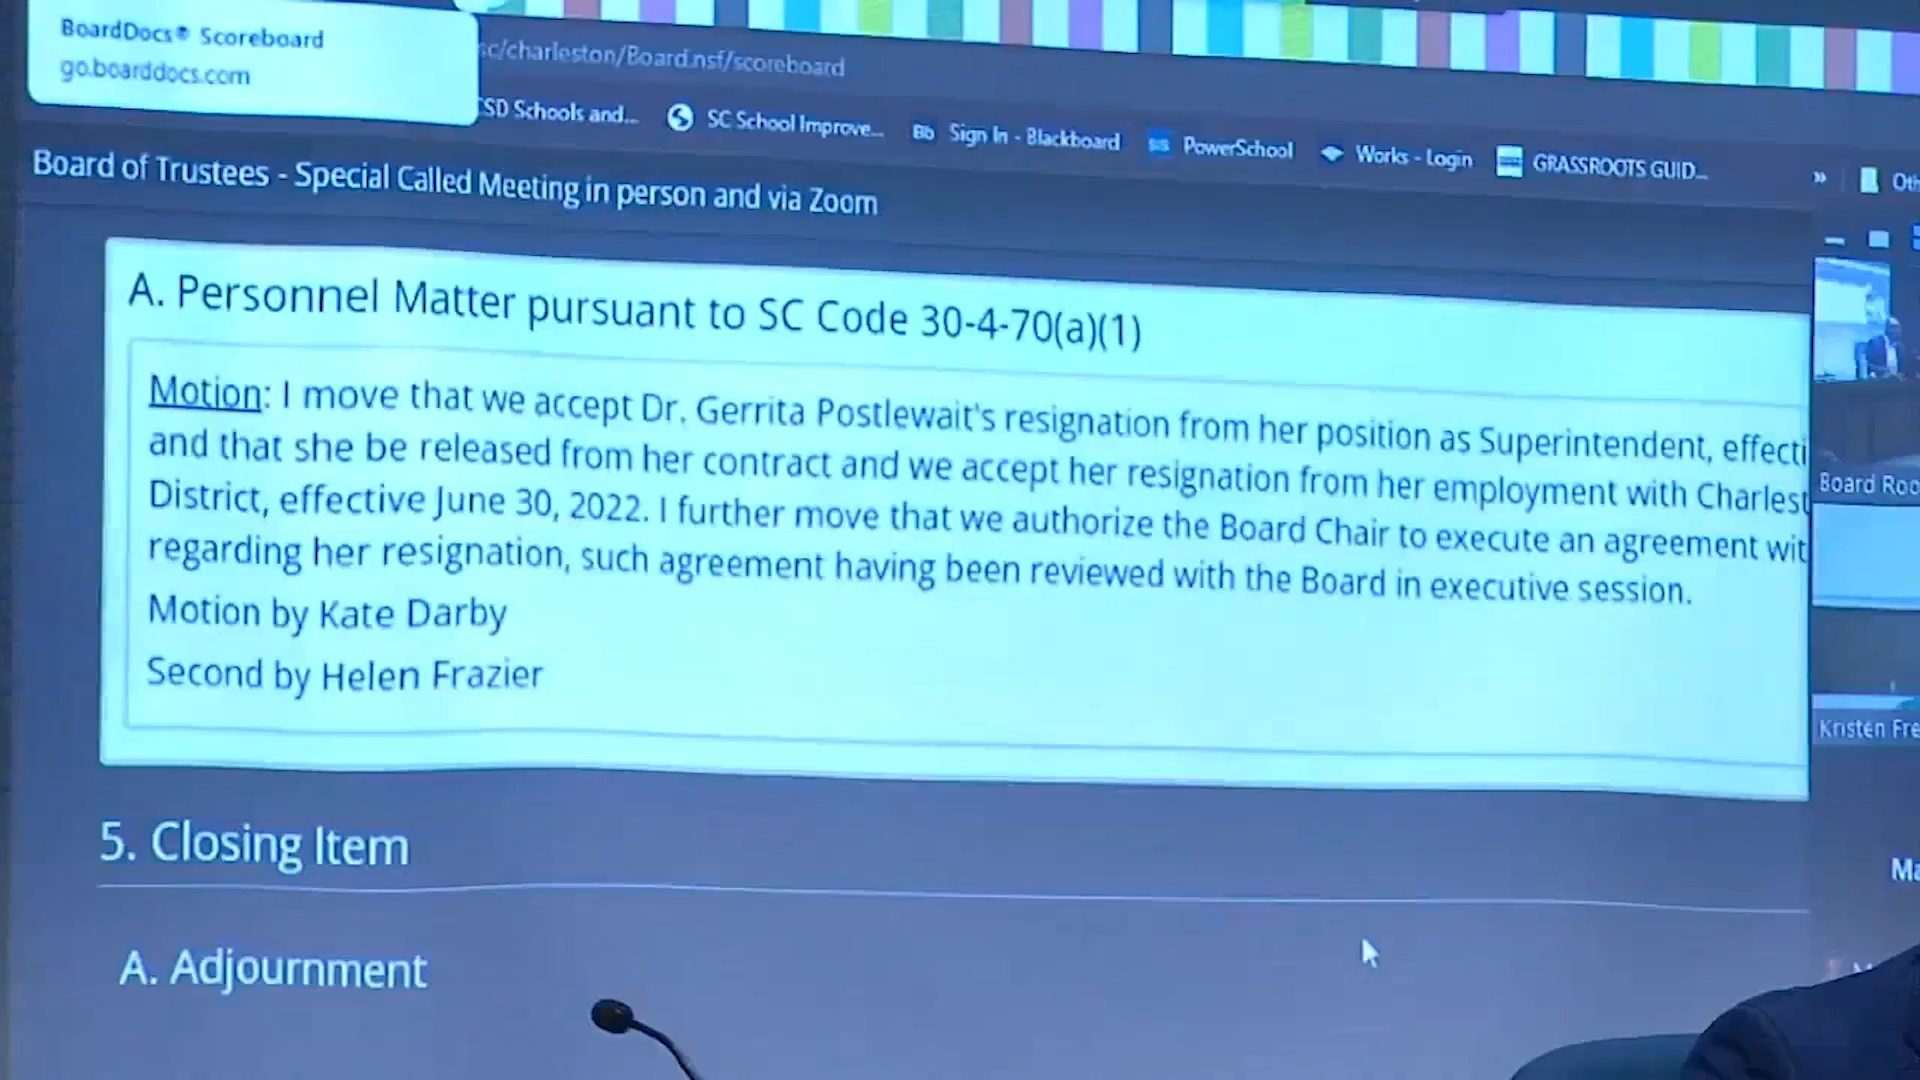 BoardDocs® Scoreboard
go.boarddocs.com
sc/charleston/Board.nsf/scoreboard
SD Schools and...
SC School Improve...
Bb Sign In - Blackboard
SIS PowerSchool
Works - Login
GRASSROOTS GUID...
»
Oth
Board of Trustees - Special Called Meeting in person and via Zoom
A. Personnel Matter pursuant to SC Code 30-4-70(a)(1)
Motion: I move that we accept Dr. Gerrita Postlewait's resignation from her position as Superintendent, effecti
and that she be released from her contract and we accept her resignation from her employment with Charlest
District, effective June 30, 2022. I further move that we authorize the Board Chair to execute an agreement wit
regarding her resignation, such agreement having been reviewed with the Board in executive session.
Motion by Kate Darby
Second by Helen Frazier
Board Roo
Kristen Fre
5. Closing Item
Ma
A. Adjournment